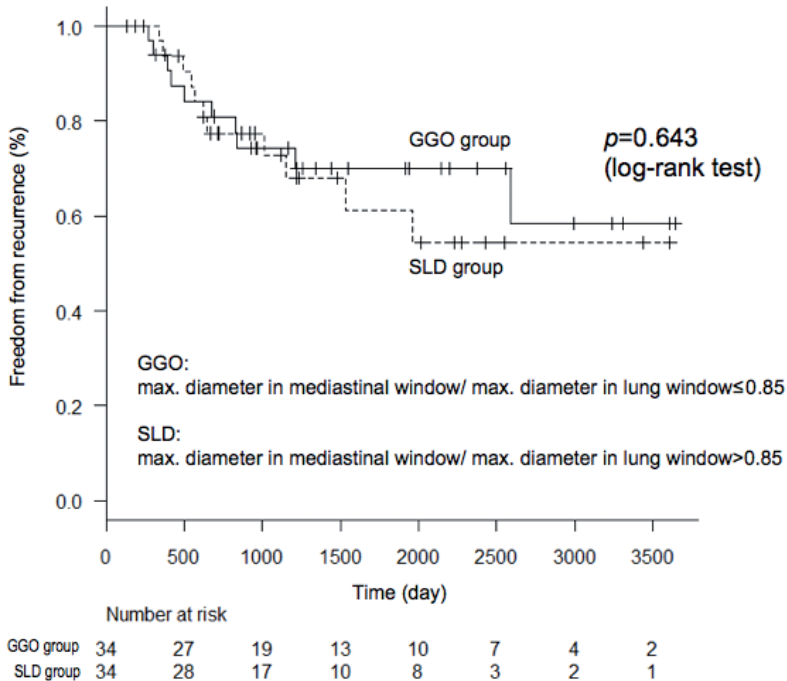 Freedom from recurrence (%)
1.0
0.8
0.6
0.4
0.2
0.0
GGO group
p=0.643
(log-rank test)
SLD group
GGO:
max. diameter in mediastinal window/ max. diameter in lung window≤0.85
SLD:
max. diameter in mediastinal window/ max. diameter in lung window>0.85
0 500 1000 1500 2000 2500 3000 3500
Time (day)
Number at risk
GGO group 34 27 19 13 10 7 4 2
SLD group 34 28 17 10 8 3 2 1